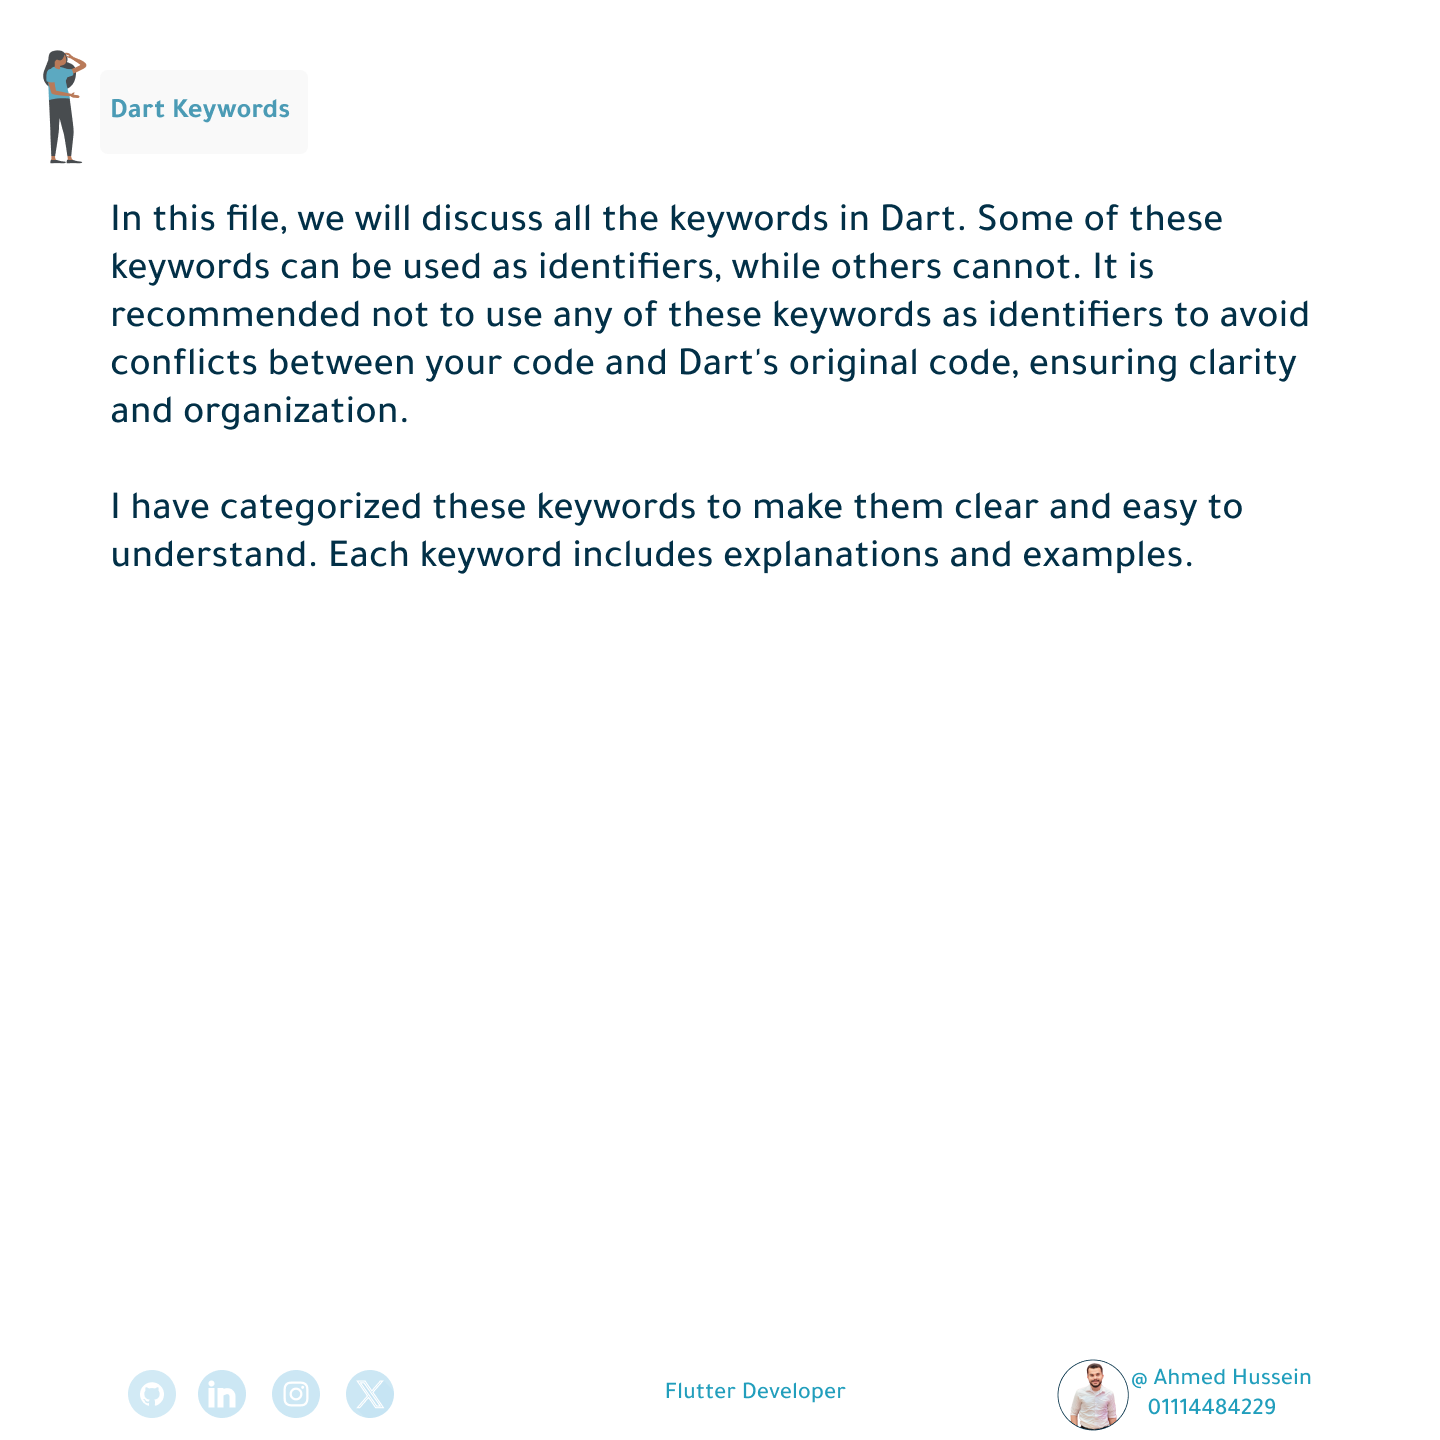 Dart Keywords
In this file, we will discuss all the keywords in Dart. Some of these
keywords can be used as identifiers, while others cannot. It is
recommended not to use any of these keywords as identifiers to avoid
conflicts between your code and Dart's original code, ensuring clarity
and organization.
I have categorized these keywords to make them clear and easy to
understand. Each keyword includes explanations and examples.
Flutter Developer
@ Ahmed Hussein
01114484229